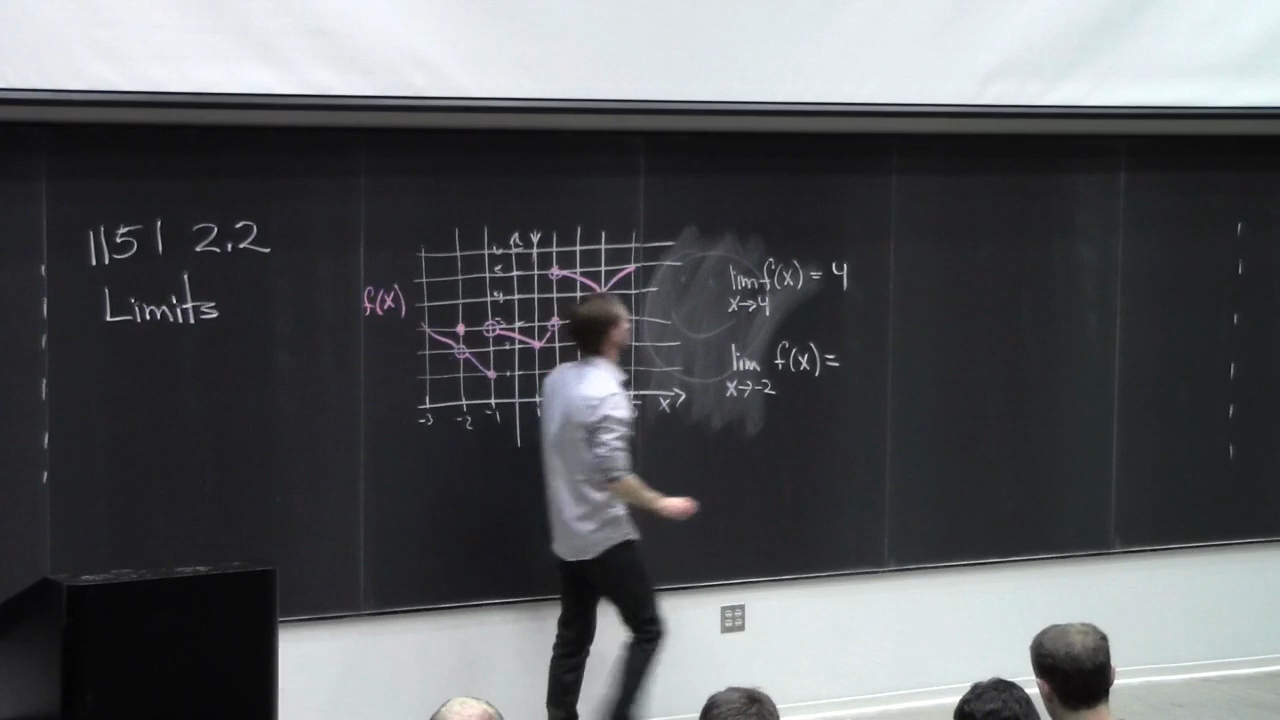 1151 2.2
Limits
f(x)
-3 -2 -1
x
lim f(x) = 4
x→4
lim f(x) =
x→-2